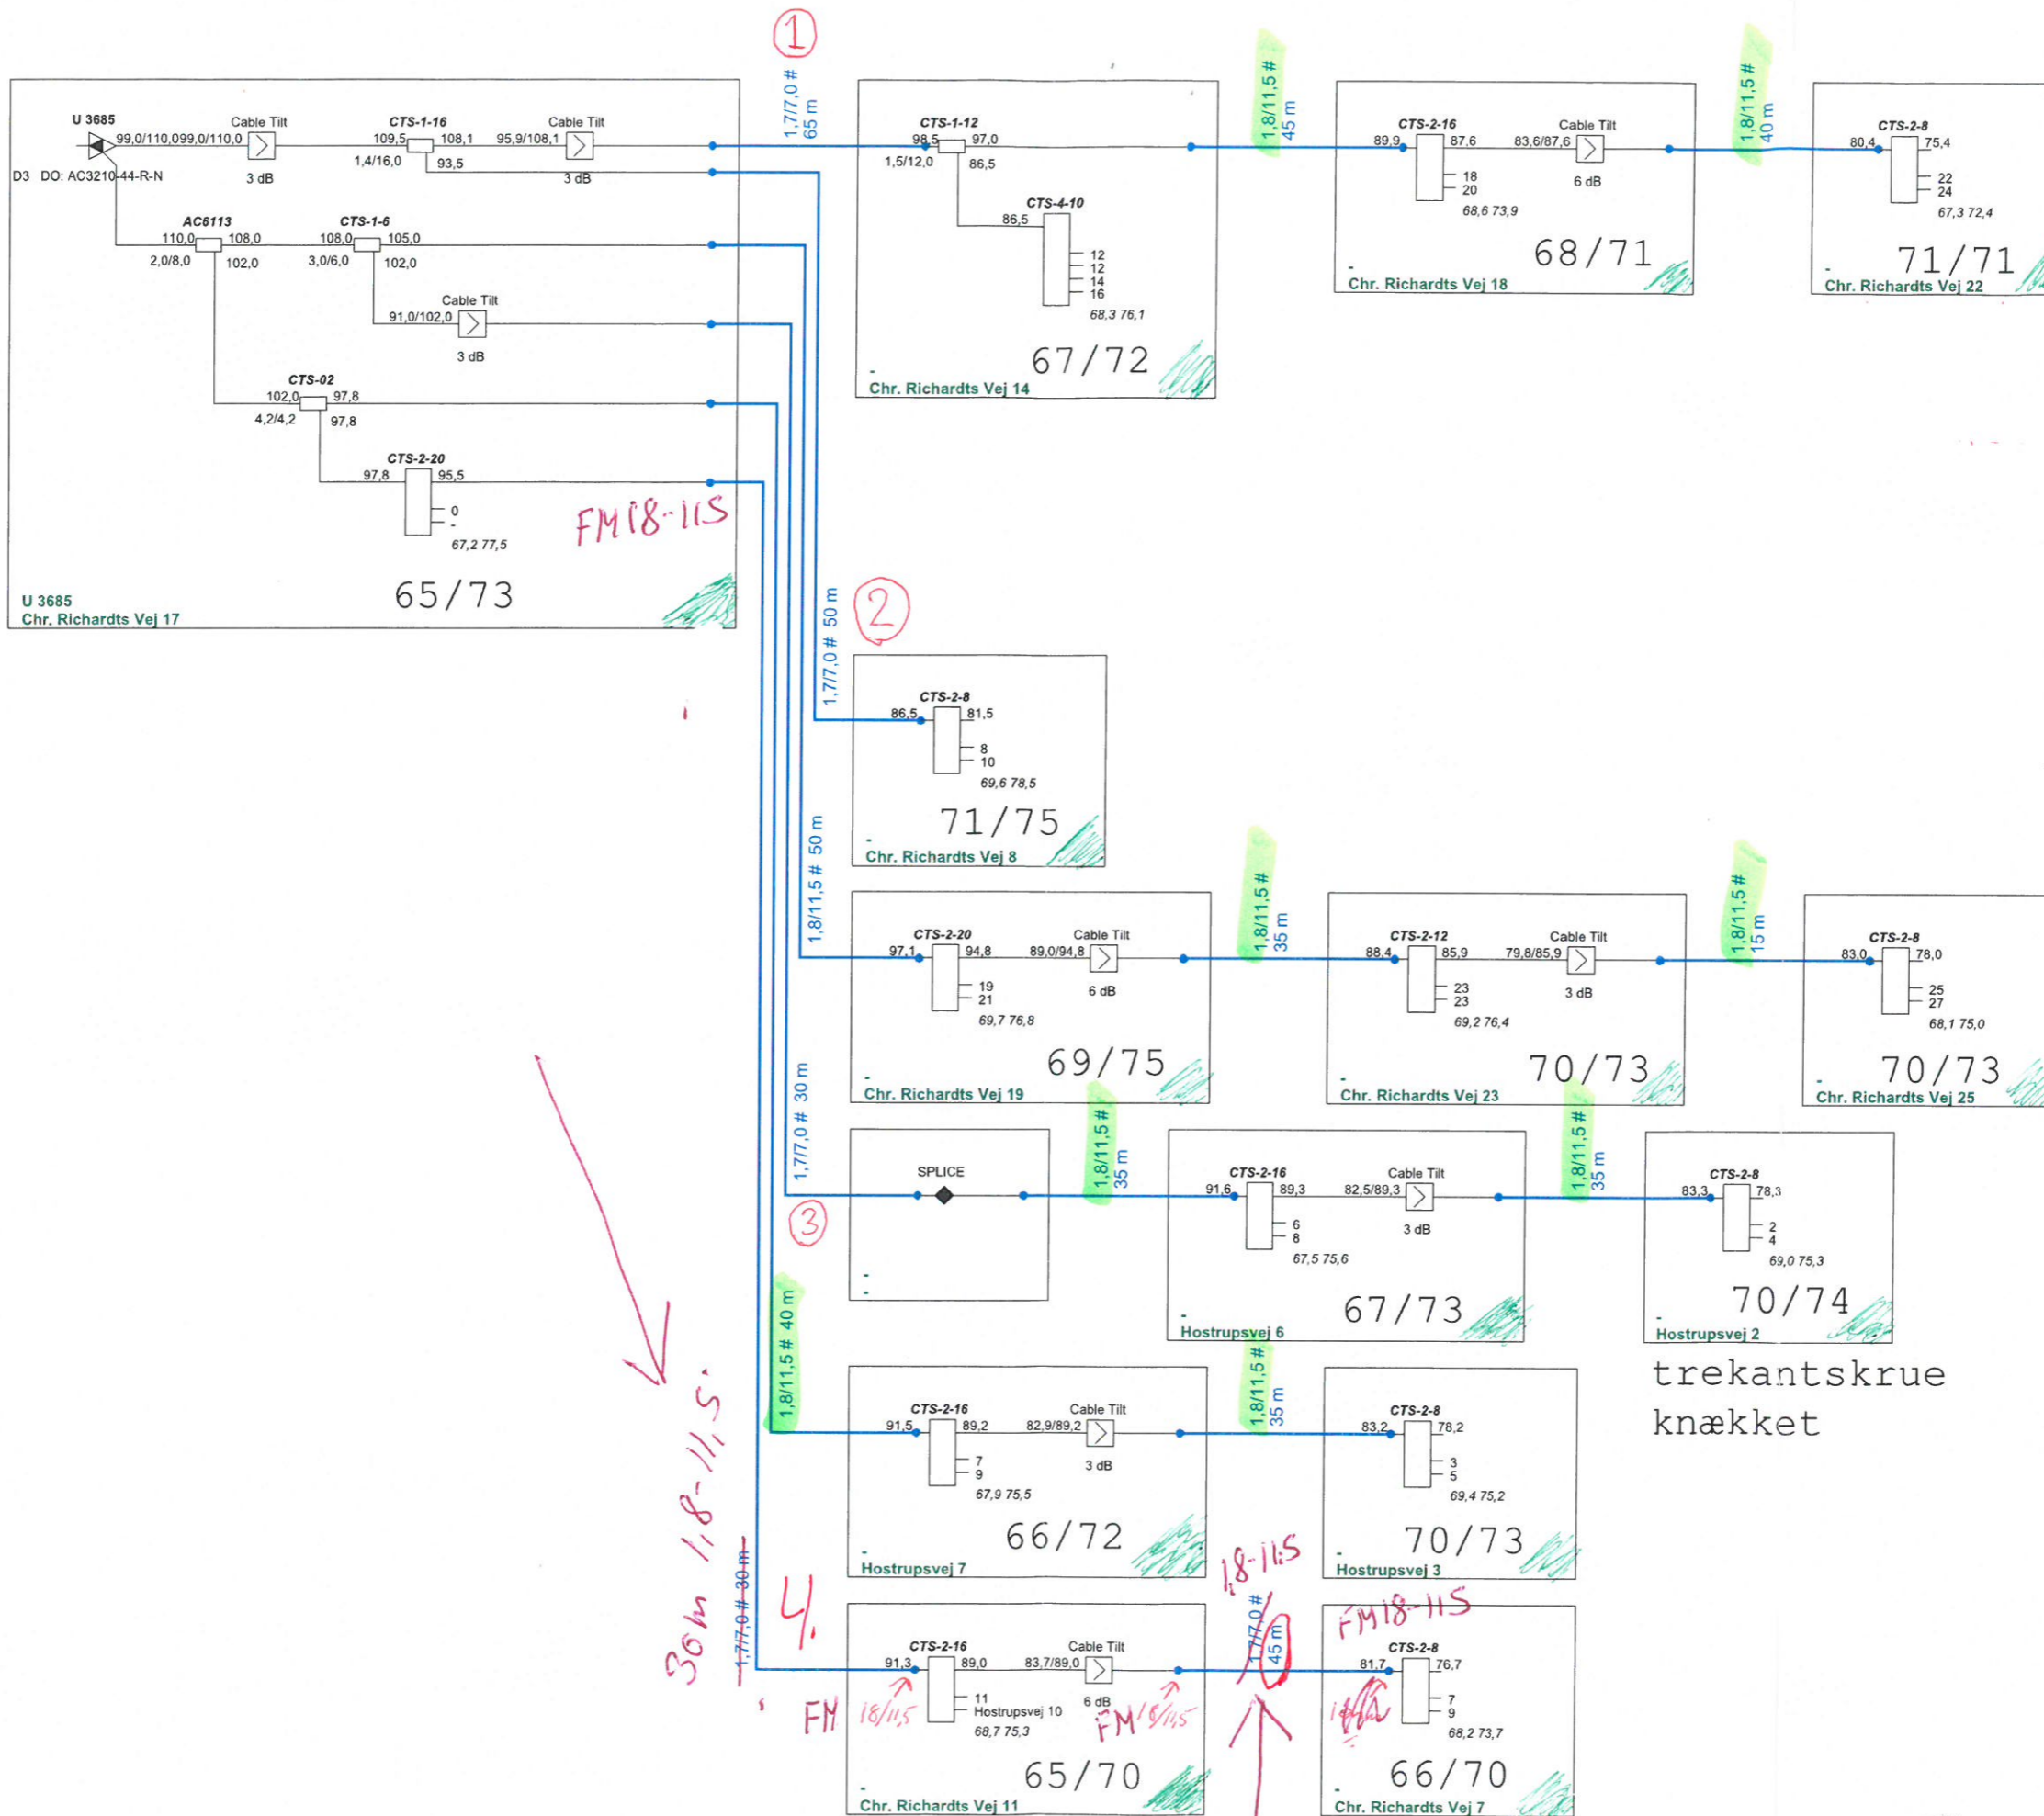 1
1,7/7,0 #
65 m
1,8/11,5 #
45 m
1,8/11,5 #
40 m
U 3685
99,0/110,099,0/110,0
Cable Tilt
3 dB
D3 DO: AC3210-44-R-N
CTS-1-16
109,5 108,1
1,4/16,0 93,5
95,9/108,1
Cable Tilt
3 dB
AC6113
110,0 108,0
2,0/8,0 102,0
CTS-1-6
108,0 105,0
3,0/6,0 102,0
Cable Tilt
91,0/102,0
3 dB
CTS-02
102,0 97,8
4,2/4,2 97,8
CTS-2-20
97,8 95,5
0
-
67,2 77,5
FM 18-115
65/73
U 3685
Chr. Richardts Vej 17
CTS-1-12
98,5 97,0
1,5/12,0 86,5
CTS-4-10
86,5
12
12
14
16
68,3 76,1
67/72
-
Chr. Richardts Vej 14
CTS-2-16
89,9 87,6
18
20
68,6 73,9
83,6/87,6
Cable Tilt
6 dB
68/71
-
Chr. Richardts Vej 18
CTS-2-8
80,4 75,4
22
24
67,3 72,4
71/71
-
Chr. Richardts Vej 22
2
1,7/7,0 # 50 m
CTS-2-8
86,5 81,5
8
10
69,6 78,5
71/75
-
Chr. Richardts Vej 8
1,8/11,5 # 50 m
CTS-2-20
97,1 94,8
19
21
69,7 76,8
89,0/94,8
Cable Tilt
6 dB
69/75
-
Chr. Richardts Vej 19
1,8/11,5 #
35 m
CTS-2-12
88,4 85,9
23
23
69,2 76,4
79,8/85,9
Cable Tilt
3 dB
70/73
-
Chr. Richardts Vej 23
1,8/11,5 #
15 m
CTS-2-8
83,0 78,0
25
27
68,1 75,0
70/73
-
Chr. Richardts Vej 25
1,7/7,0 # 30 m
3
SPLICE
-
-
1,8/11,5 #
35 m
CTS-2-16
91,6 89,3
6
8
67,5 75,6
82,5/89,3
Cable Tilt
3 dB
67/73
-
Hostrupsvej 6
1,8/11,5 #
35 m
CTS-2-8
83,3 78,3
2
4
69,0 75,3
70/74
-
Hostrupsvej 2
trekantskrue
knækket
1,8/11,5 # 40 m
CTS-2-16
91,5 89,2
7
9
67,9 75,5
82,9/89,2
Cable Tilt
3 dB
66/72
-
Hostrupsvej 7
1,8/11,5 #
35 m
CTS-2-8
83,2 78,2
3
5
69,4 75,2
70/73
-
Hostrupsvej 3
30m 1,8-11,5
1,7/7,0 # 30 m
4.
CTS-2-16
91,3 89,0
11
Hostrupsvej 10
68,7 75,3
83,7/89,0
Cable Tilt
6 dB
FM 18/11,5
FM 18/11,5
65/70
-
Chr. Richardts Vej 11
1,8-11,5
1,7/7,0 #
45 m
FM 18-115
CTS-2-8
81,7 76,7
7
9
68,2 73,7
66/70
-
Chr. Richardts Vej 7